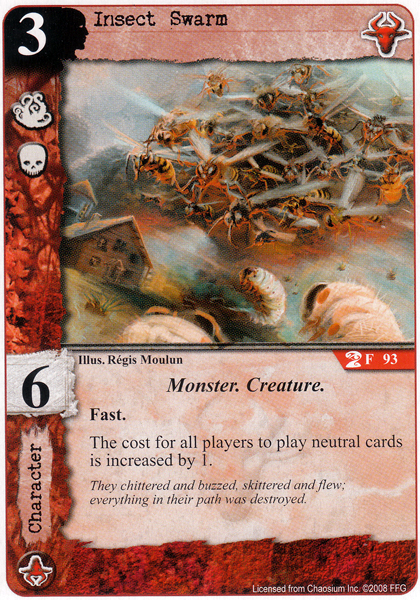 3
Insect Swarm
Illus. Régis Moulun
F 93
6
Monster. Creature.
Fast.
The cost for all players to play neutral cards
is increased by 1.
They chittered and buzzed, skittered and flew;
everything in their path was destroyed.
Character
Licensed from Chaosium Inc. ©2008 FFG